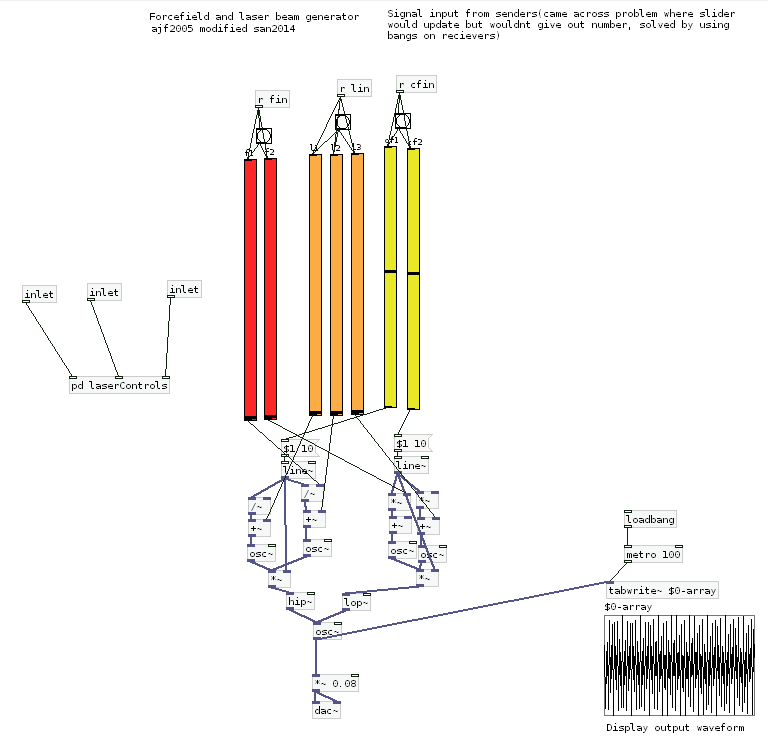 Forcefield and laser beam generator
ajf2005 modified san2014
Signal input from senders(came across problem where slider
would update but wouldnt give out number, solved by using
bangs on recievers)
r fin
r lin
r cfin
f1 f2
l1 l2 l3
cf1 cf2
inlet
inlet
inlet
pd laserControls
$1 10
$1 10
line~
line~
/~
/~
*~
*~
+~
+~
+~
+~
osc~
osc~
osc~
osc~
*~
*~
hip~
lop~
osc~
*~ 0.08
dac~
loadbang
metro 100
tabwrite~ $0-array
$0-array
Display output waveform